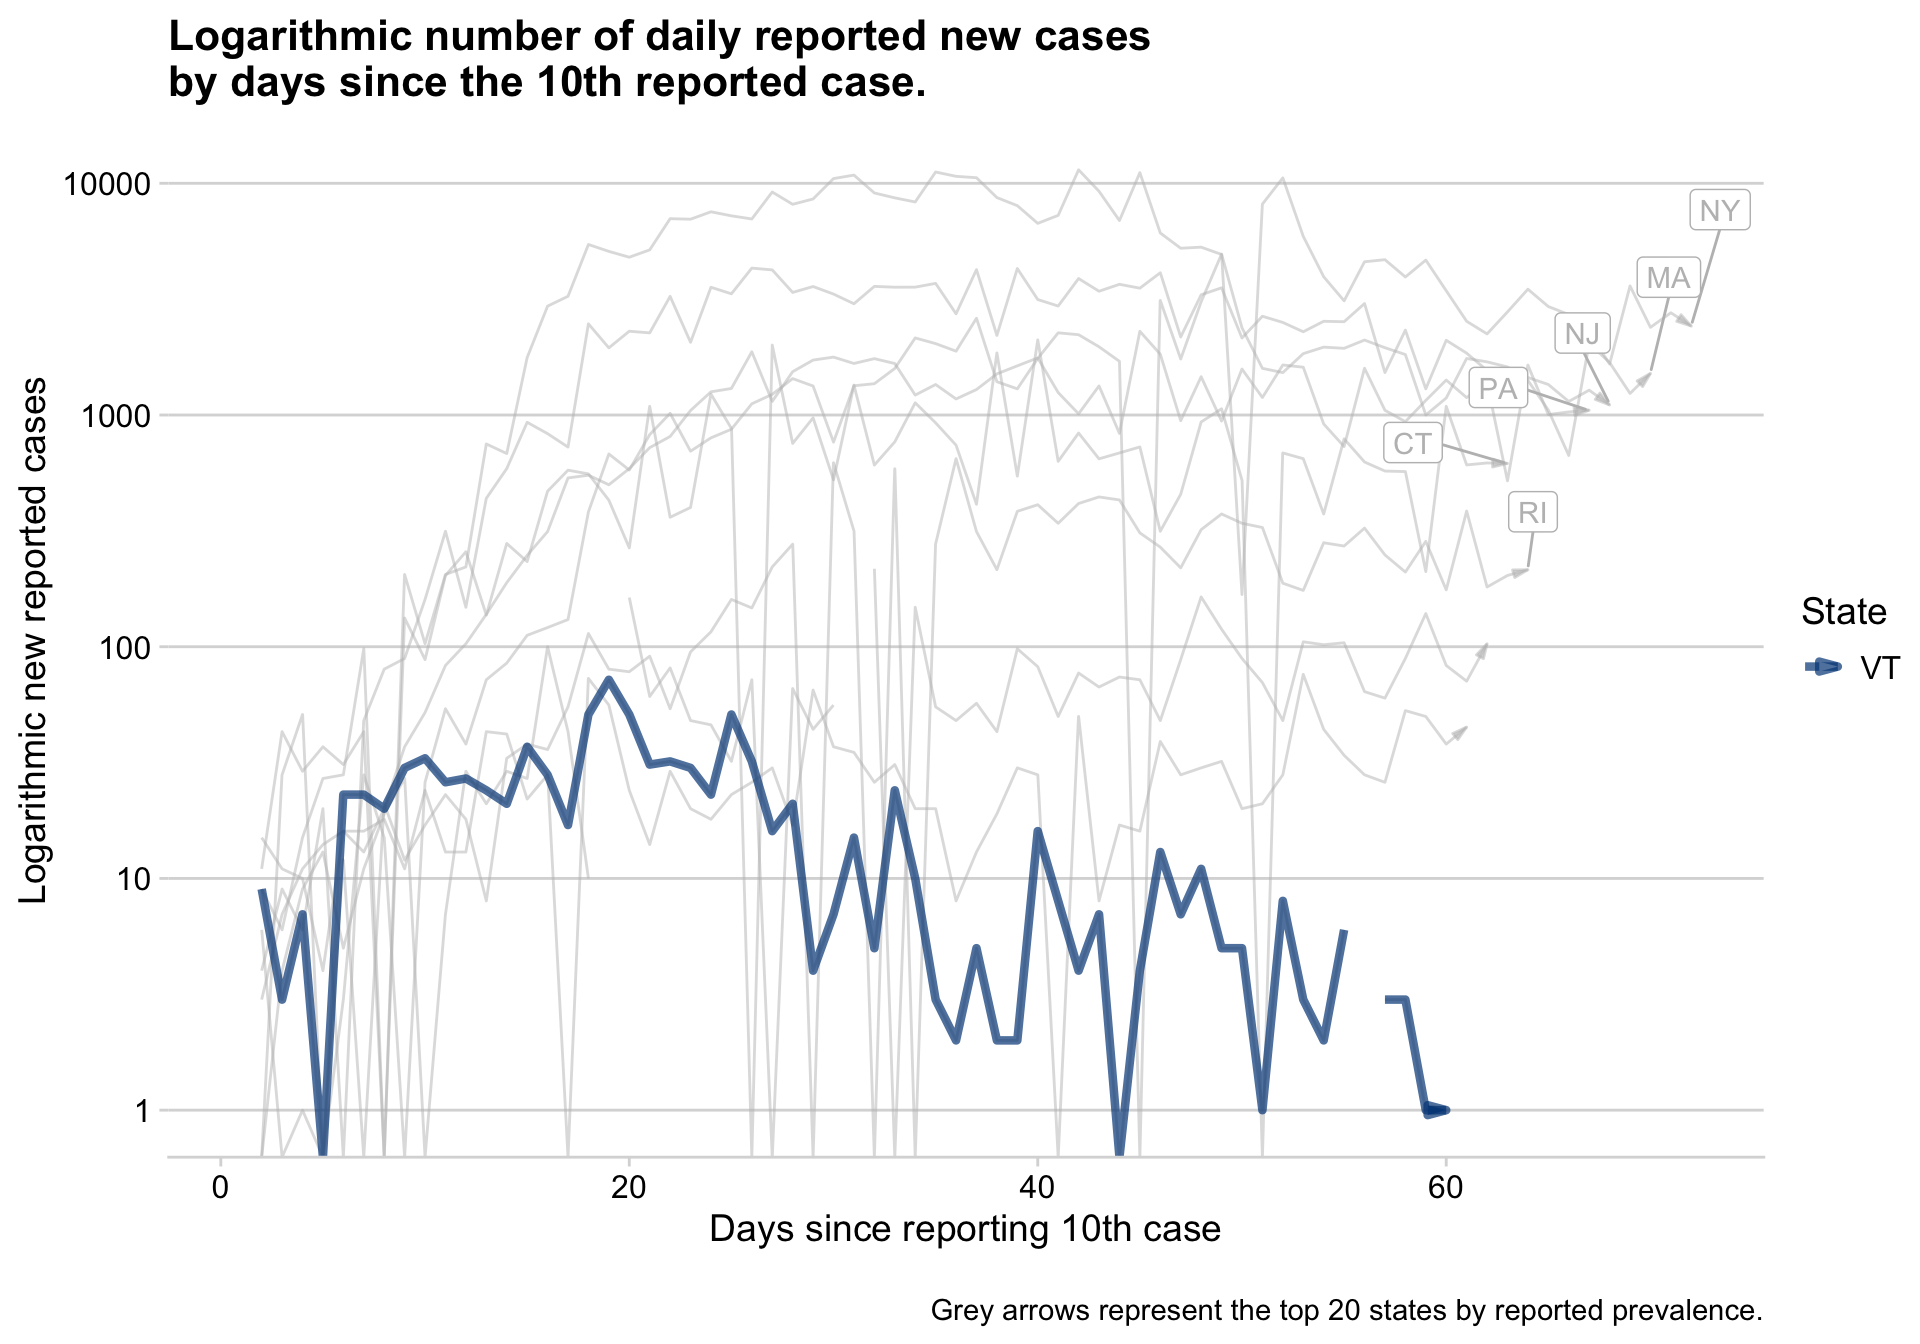 Logarithmic number of daily reported new cases
by days since the 10th reported case.
Logarithmic new reported cases
10000
1000
100
10
1
NY
MA
NJ
PA
CT
RI
State
VT
0 20 40 60
Days since reporting 10th case
Grey arrows represent the top 20 states by reported prevalence.